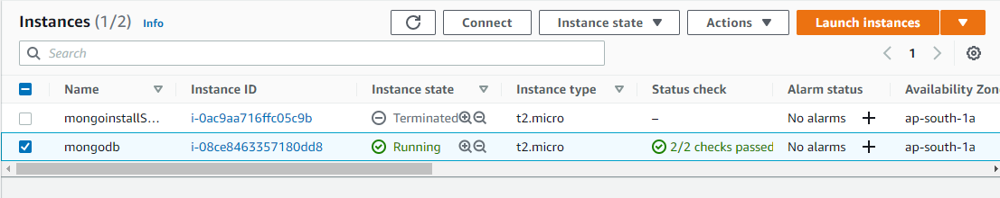 Instances (1/2) Info Connect Instance state Actions Launch instances
Search 1
Name Instance ID Instance state Instance type Status check Alarm status Availability Zon
mongoinstallS... i-0ac9aa716ffc05c9b Terminated t2.micro – No alarms + ap-south-1a
mongodb i-08ce8463357180dd8 Running t2.micro 2/2 checks passed No alarms + ap-south-1a